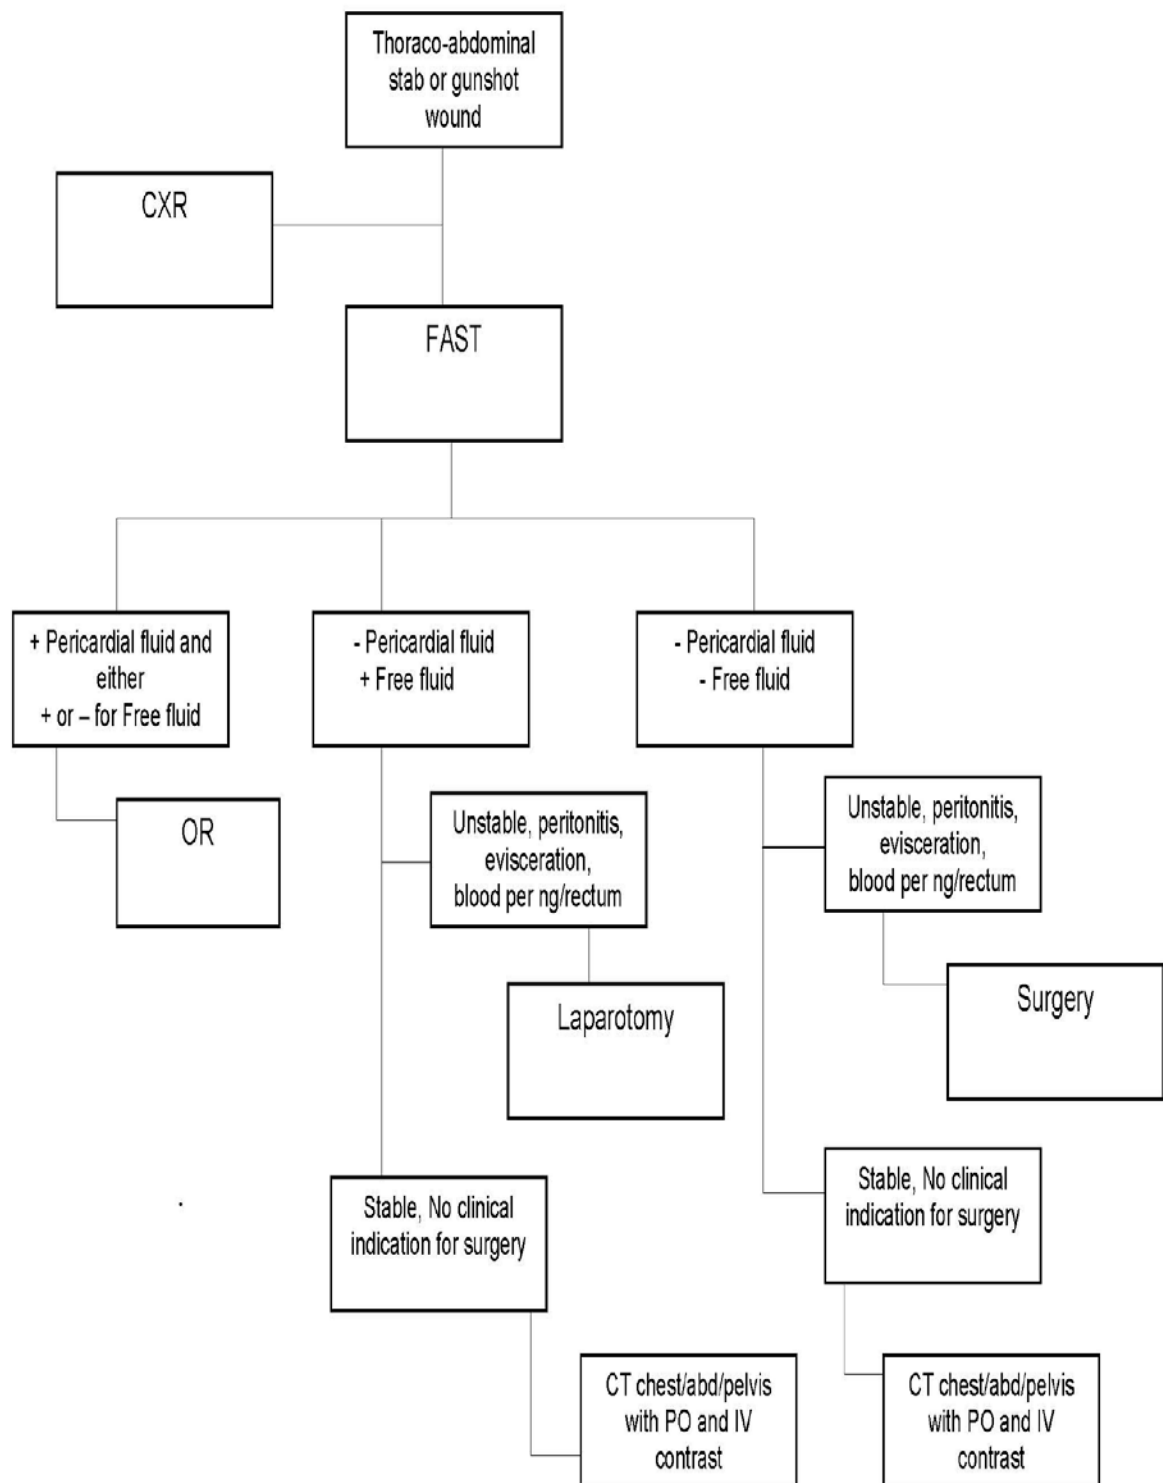 Thoraco-abdominal
stab or gunshot
wound
CXR
FAST
+ Pericardial fluid and
either
+ or – for Free fluid
- Pericardial fluid
+ Free fluid
- Pericardial fluid
- Free fluid
OR
Unstable, peritonitis,
evisceration,
blood per ng/rectum
Unstable, peritonitis,
evisceration,
blood per ng/rectum
Laparotomy
Surgery
Stable, No clinical
indication for surgery
Stable, No clinical
indication for surgery
CT chest/abd/pelvis
with PO and IV
contrast
CT chest/abd/pelvis
with PO and IV
contrast